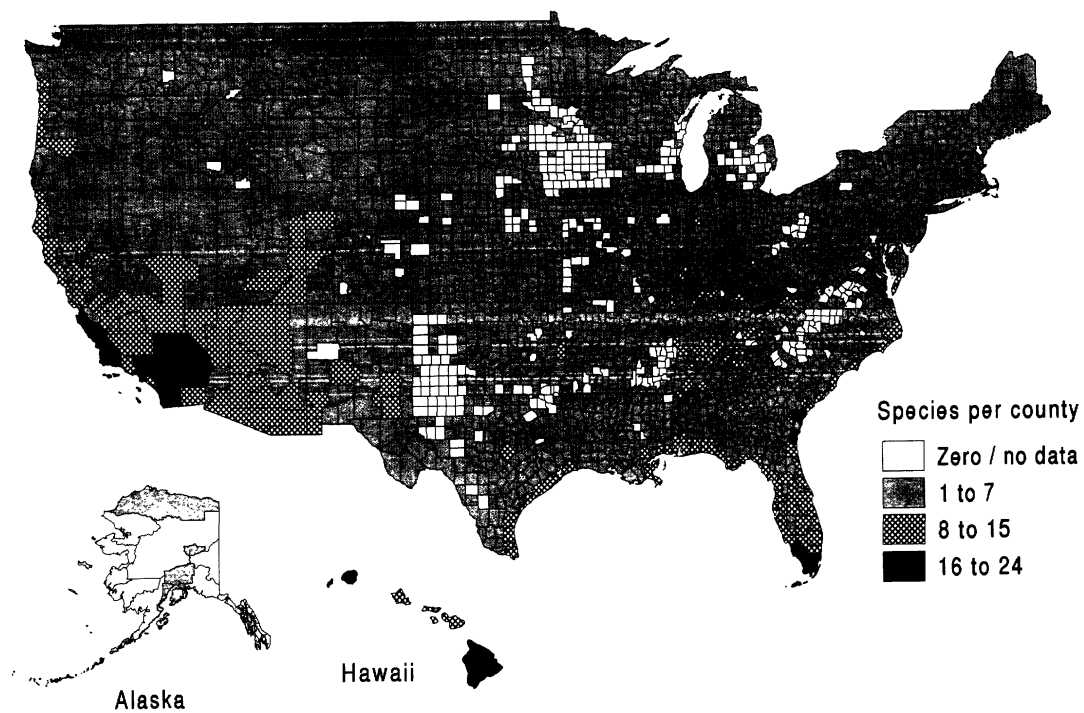 Species per county
Zero / no data
1 to 7
8 to 15
16 to 24
Hawaii
Alaska